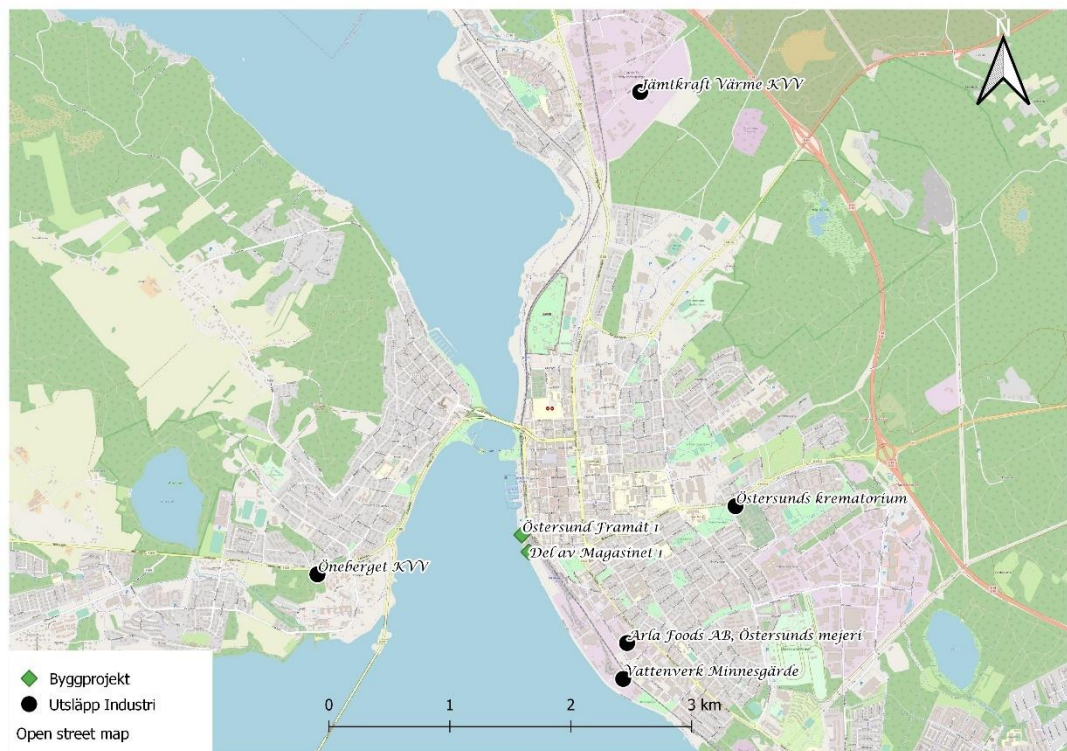 N
Jämtkraft Värme KVV
Östersunds krematorium
Östersund Framåt 1
Del av Magasinet 1
Öneberget KVV
Arla Foods AB, Östersunds mejeri
Vattenverk Minnesgärde
Byggprojekt
Utsläpp Industri
Open street map
0 1 2 3 km